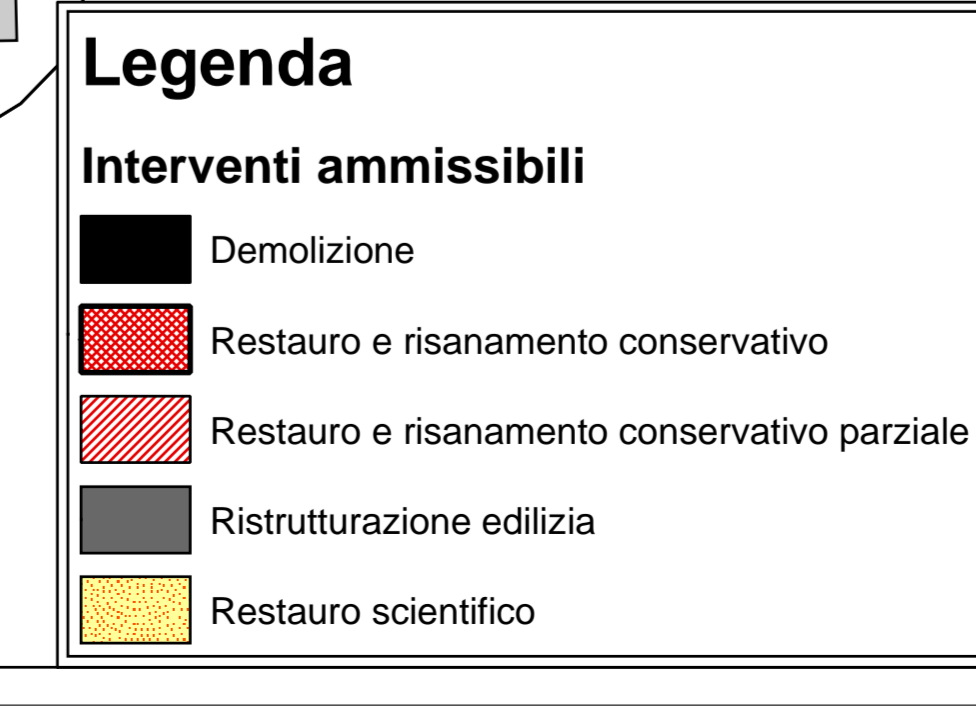 Legenda
Interventi ammissibili
Demolizione
Restauro e risanamento conservativo
Restauro e risanamento conservativo parziale
Ristrutturazione edilizia
Restauro scientifico